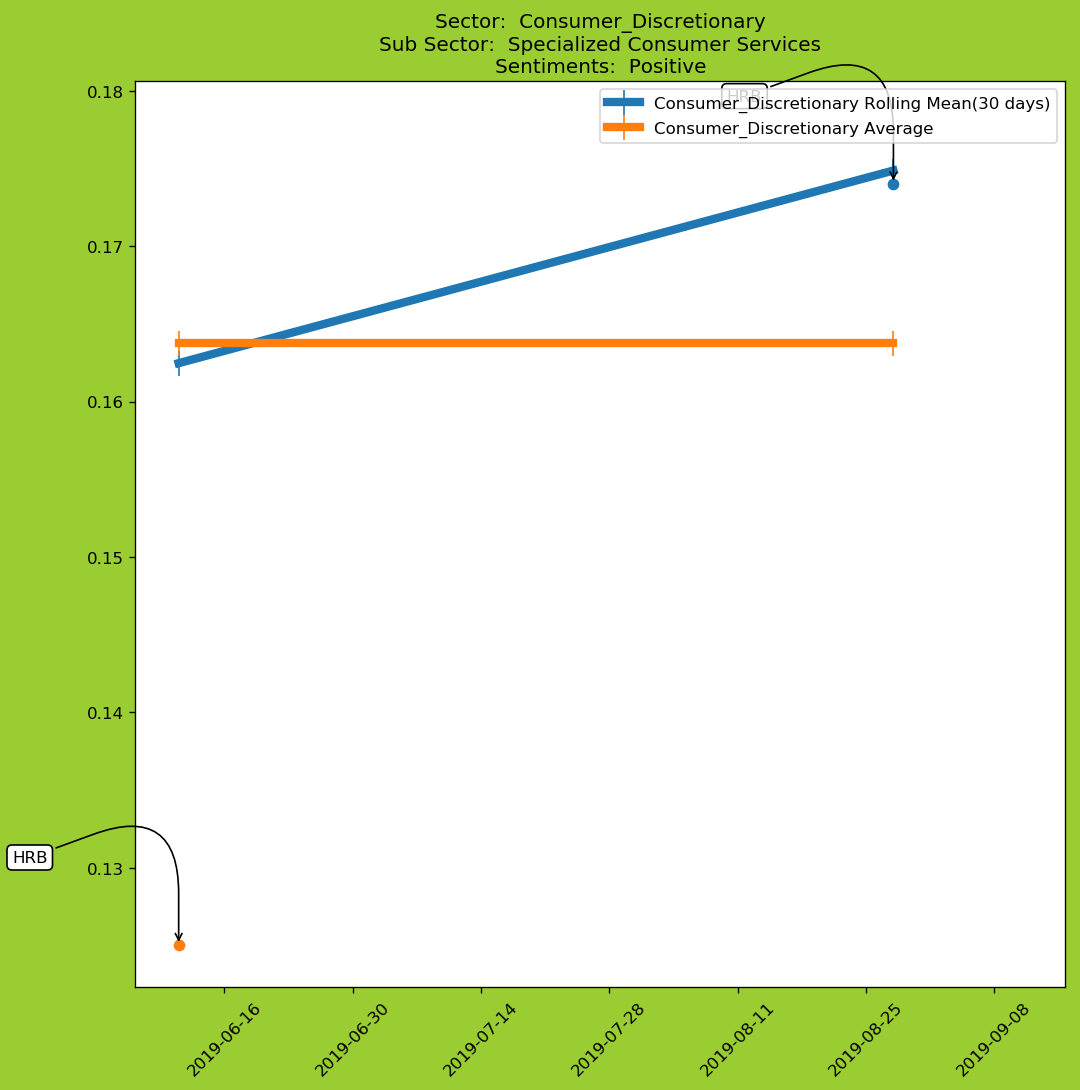 Sector:  Consumer_Discretionary
Sub Sector:  Specialized Consumer Services
Sentiments:  Positive
0.18
0.17
0.16
0.15
0.14
0.13
HRB
Consumer_Discretionary Rolling Mean(30 days)
Consumer_Discretionary Average
HRB
2019-06-16
2019-06-30
2019-07-14
2019-07-28
2019-08-11
2019-08-25
2019-09-08